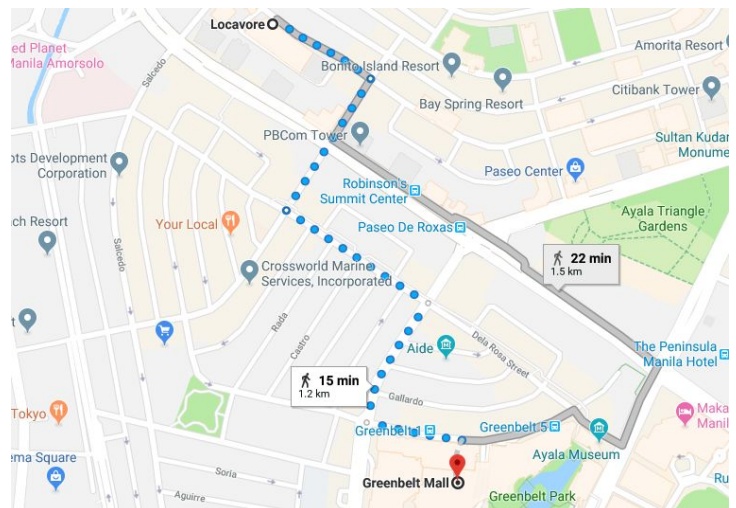 Locavore
ed Planet
Manila Amorsolo
Salcedo
Bonito Island Resort
Amorita Resort
Bay Spring Resort
Citibank Tower
PBCom Tower
Sultan Kudar
Monume
ots Development
Corporation
Paseo Center
Robinson's
Summit Center
Your Local
ch Resort
Paseo De Roxas
Ayala Triangle
Gardens
Salcedo
22 min
1.5 km
Crossworld Marine
Services, Incorporated
Rada
Castro
Dela Rosa Street
Aide
The Peninsula
Manila Hotel
15 min
1.2 km
Gallardo
Tokyo
Maka
Manil
Greenbelt 1
Greenbelt 5
Ayala Museum
ema Square
Soria
Greenbelt Mall
Greenbelt Park
Ru
Aguirre